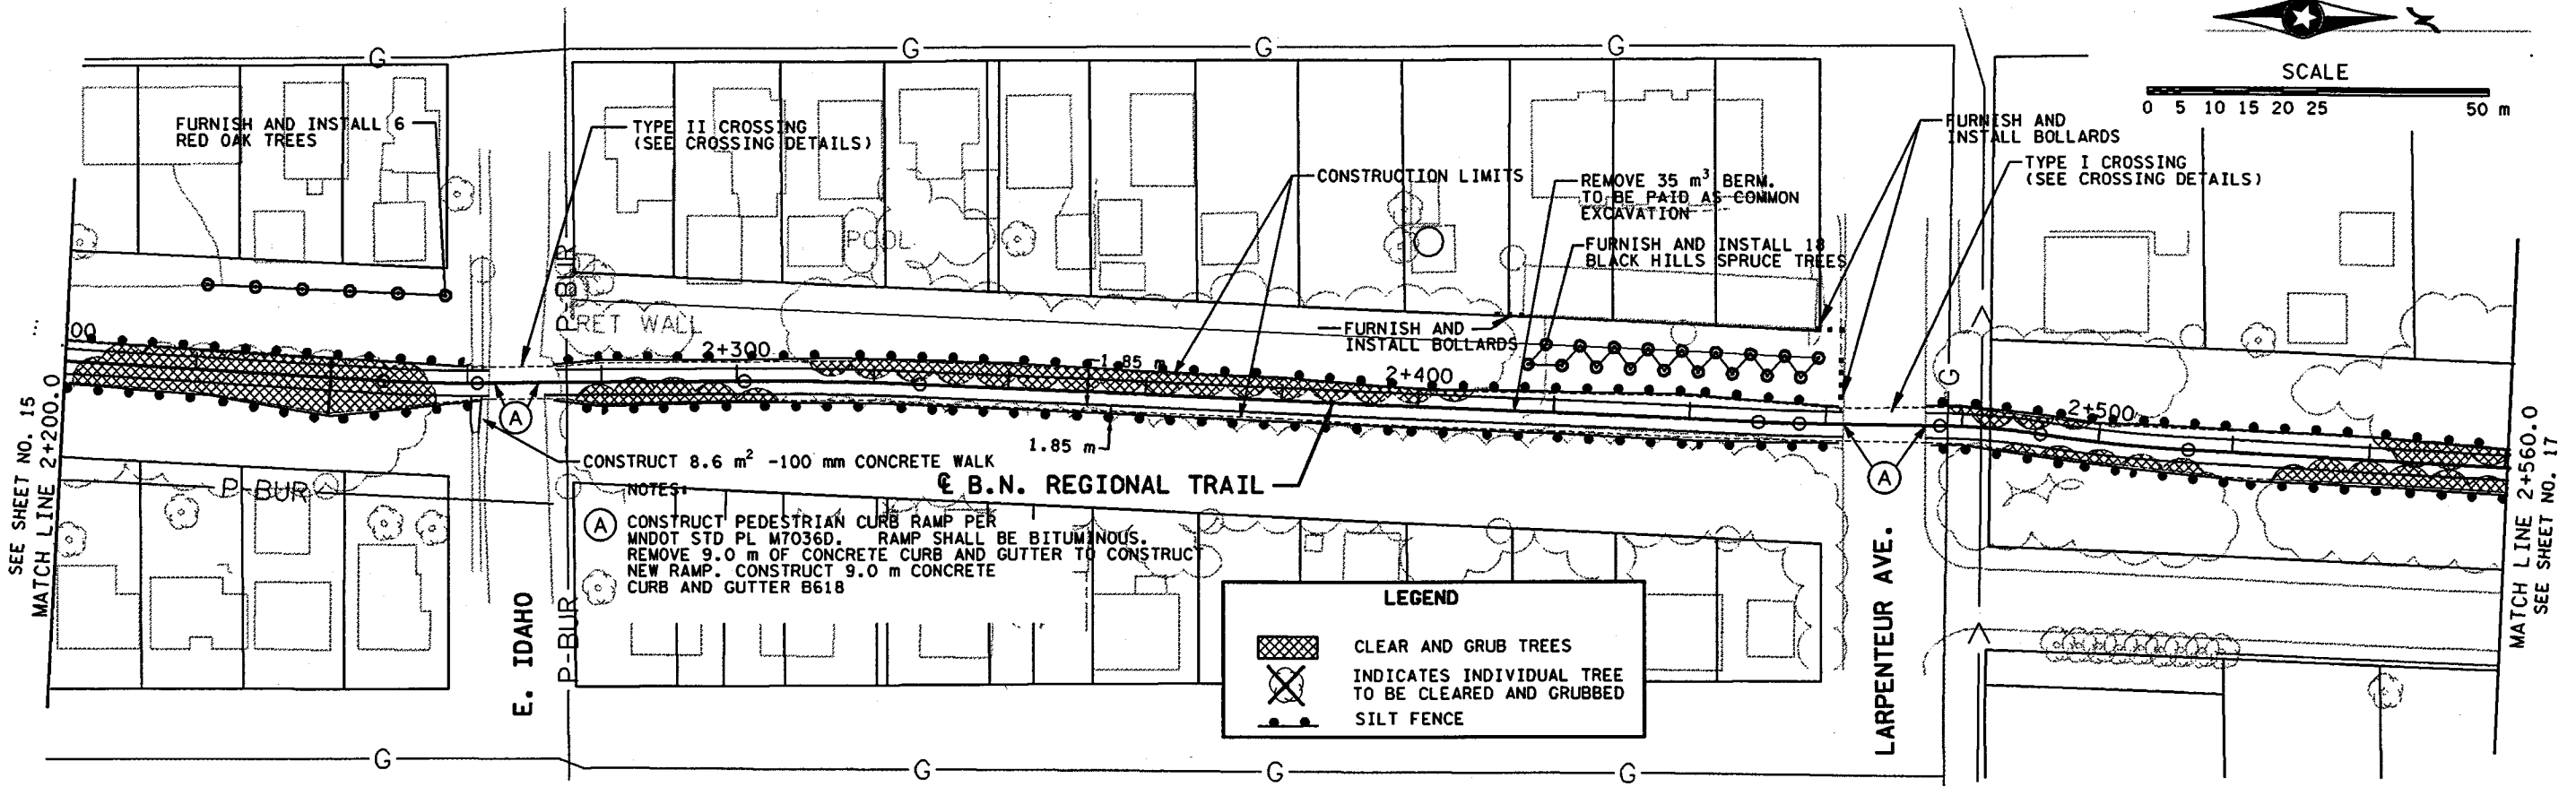 G
G
G
G
SCALE
0 5 10 15 20 25 50 m
FURNISH AND INSTALL 6
RED OAK TREES
TYPE II CROSSING
(SEE CROSSING DETAILS)
CONSTRUCTION LIMITS
REMOVE 35 m³ BERM.
TO BE PAID AS COMMON
EXCAVATION
FURNISH AND INSTALL 18
BLACK HILLS SPRUCE TREES
FURNISH AND
INSTALL BOLLARDS
TYPE I CROSSING
(SEE CROSSING DETAILS)
POOL
P-BUR
RET WALL
FURNISH AND
INSTALL BOLLARDS
00
2+300
1.85 m
2+400
G
2+500
SEE SHEET NO. 15
MATCH LINE 2+200.0
A
1.85 m
A
MATCH LINE 2+560.0
SEE SHEET NO. 17
CONSTRUCT 8.6 m² -100 mm CONCRETE WALK
P-BUR
℄ B.N. REGIONAL TRAIL
NOTES:
A CONSTRUCT PEDESTRIAN CURB RAMP PER
MNDOT STD PL M7036D. RAMP SHALL BE BITUMINOUS.
REMOVE 9.0 m OF CONCRETE CURB AND GUTTER TO CONSTRUCT
NEW RAMP. CONSTRUCT 9.0 m CONCRETE
CURB AND GUTTER B618
E. IDAHO
P-BUR
LARPENTEUR AVE.
LEGEND
CLEAR AND GRUB TREES
INDICATES INDIVIDUAL TREE
TO BE CLEARED AND GRUBBED
SILT FENCE
G
G
G
G